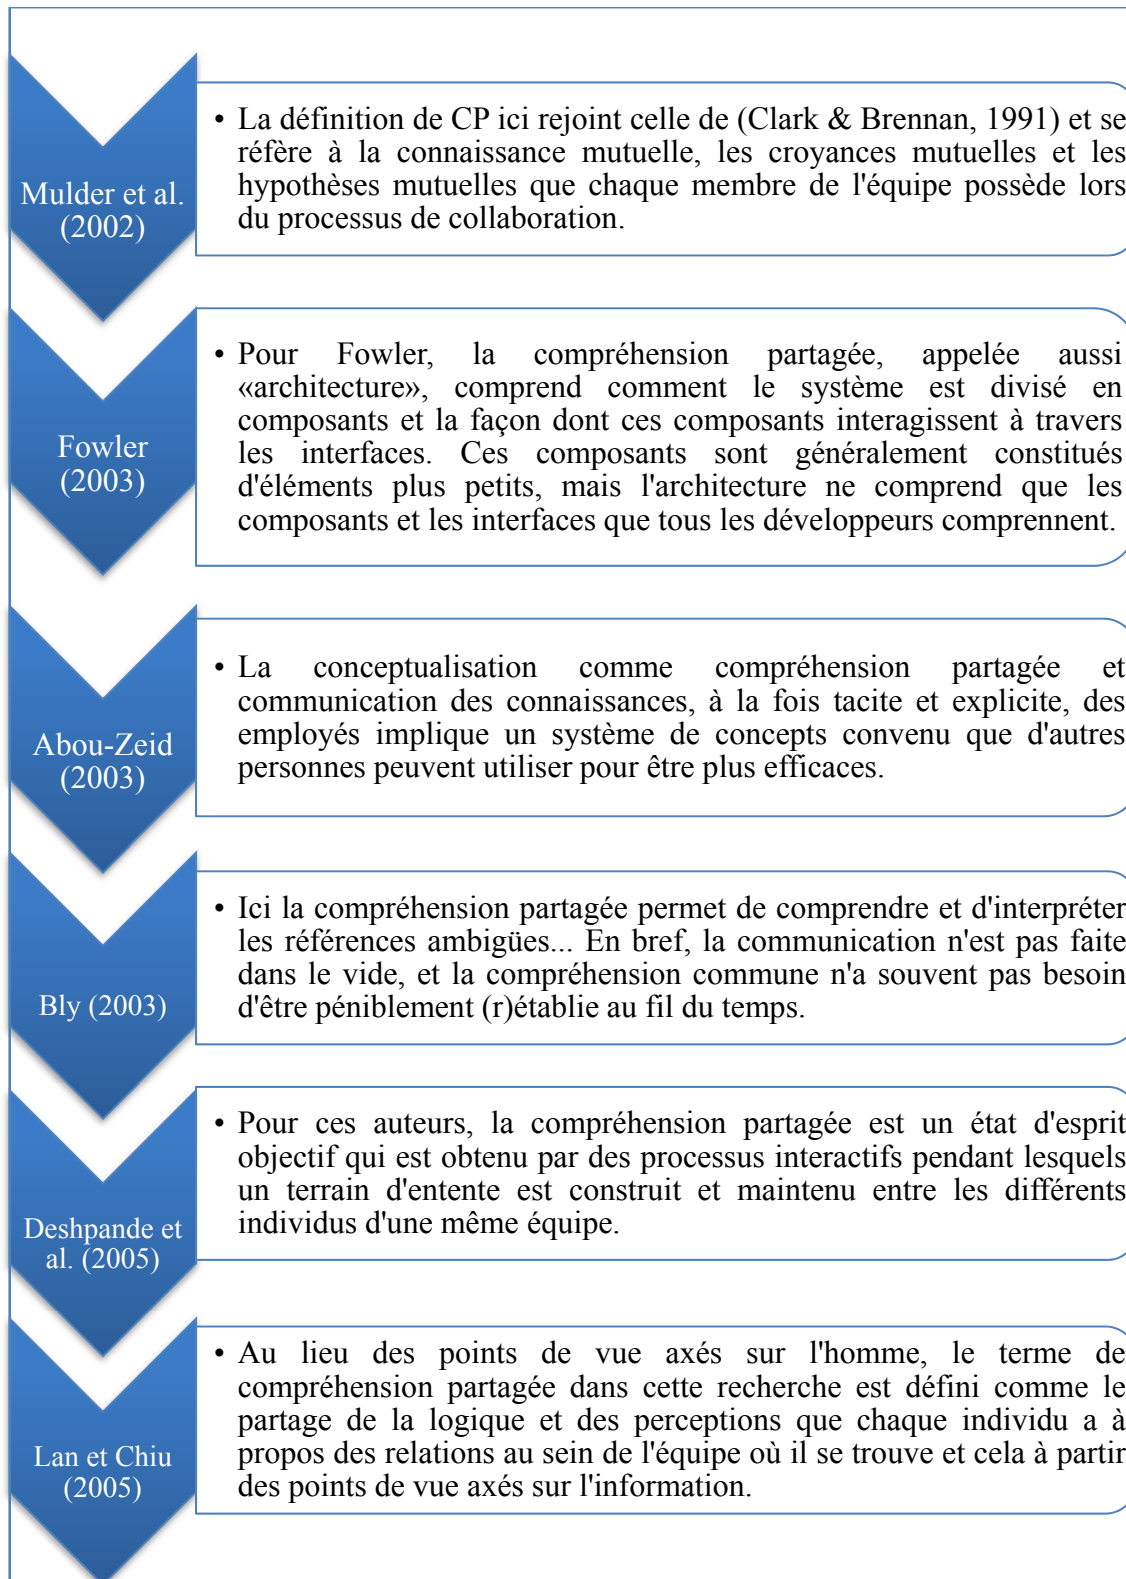 Mulder et al.
(2002)
• La définition de CP ici rejoint celle de (Clark & Brennan, 1991) et se
réfère à la connaissance mutuelle, les croyances mutuelles et les
hypothèses mutuelles que chaque membre de l'équipe possède lors
du processus de collaboration.
Fowler
(2003)
• Pour Fowler, la compréhension partagée, appelée aussi
«architecture», comprend comment le système est divisé en
composants et la façon dont ces composants interagissent à travers
les interfaces. Ces composants sont généralement constitués
d'éléments plus petits, mais l'architecture ne comprend que les
composants et les interfaces que tous les développeurs comprennent.
Abou-Zeid
(2003)
• La conceptualisation comme compréhension partagée et
communication des connaissances, à la fois tacite et explicite, des
employés implique un système de concepts convenu que d'autres
personnes peuvent utiliser pour être plus efficaces.
Bly (2003)
• Ici la compréhension partagée permet de comprendre et d'interpréter
les références ambigües... En bref, la communication n'est pas faite
dans le vide, et la compréhension commune n'a souvent pas besoin
d'être péniblement (r)établie au fil du temps.
Deshpande et
al. (2005)
• Pour ces auteurs, la compréhension partagée est un état d'esprit
objectif qui est obtenu par des processus interactifs pendant lesquels
un terrain d'entente est construit et maintenu entre les différents
individus d'une même équipe.
Lan et Chiu
(2005)
• Au lieu des points de vue axés sur l'homme, le terme de
compréhension partagée dans cette recherche est défini comme le
partage de la logique et des perceptions que chaque individu a à
propos des relations au sein de l'équipe où il se trouve et cela à partir
des points de vue axés sur l'information.